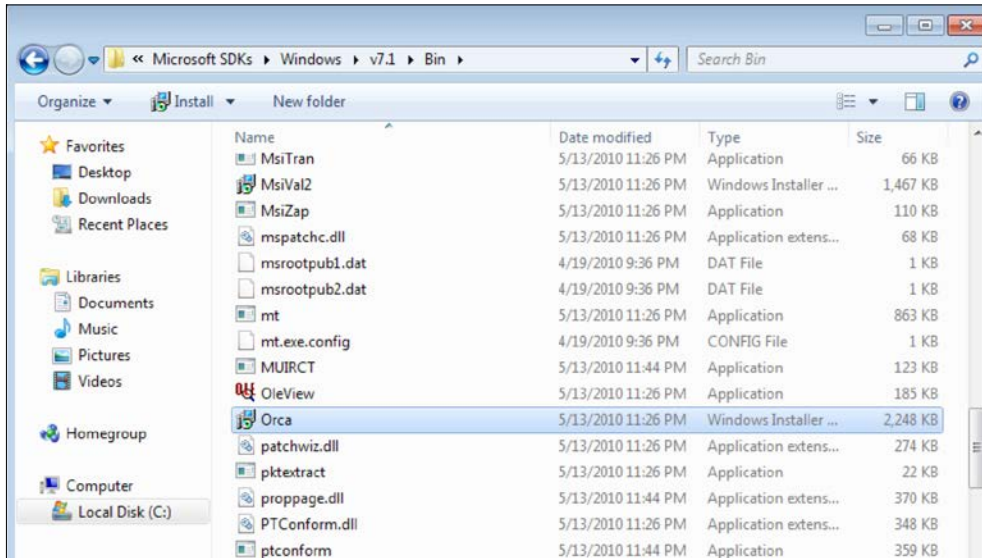 « Microsoft SDKs ▸ Windows ▸ v7.1 ▸ Bin ▸ Search Bin
Organize ▾ Install ▾ New folder
Favorites
Desktop
Downloads
Recent Places
Libraries
Documents
Music
Pictures
Videos
Homegroup
Computer
Local Disk (C:)
Name Date modified Type Size
MsiTran 5/13/2010 11:26 PM Application 66 KB
MsiVal2 5/13/2010 11:26 PM Windows Installer ... 1,467 KB
MsiZap 5/13/2010 11:26 PM Application 110 KB
mspatchc.dll 5/13/2010 11:26 PM Application extens... 68 KB
msrootpub1.dat 4/19/2010 9:36 PM DAT File 1 KB
msrootpub2.dat 4/19/2010 9:36 PM DAT File 1 KB
mt 5/13/2010 11:26 PM Application 863 KB
mt.exe.config 4/19/2010 9:36 PM CONFIG File 1 KB
MUIRCT 5/13/2010 11:44 PM Application 123 KB
OleView 5/13/2010 11:26 PM Application 185 KB
Orca 5/13/2010 11:26 PM Windows Installer ... 2,248 KB
patchwiz.dll 5/13/2010 11:26 PM Application extens... 274 KB
pktextract 5/13/2010 11:26 PM Application 22 KB
proppage.dll 5/13/2010 11:44 PM Application extens... 370 KB
PTConform.dll 5/13/2010 11:26 PM Application extens... 348 KB
ptconform 5/13/2010 11:44 PM Application 359 KB